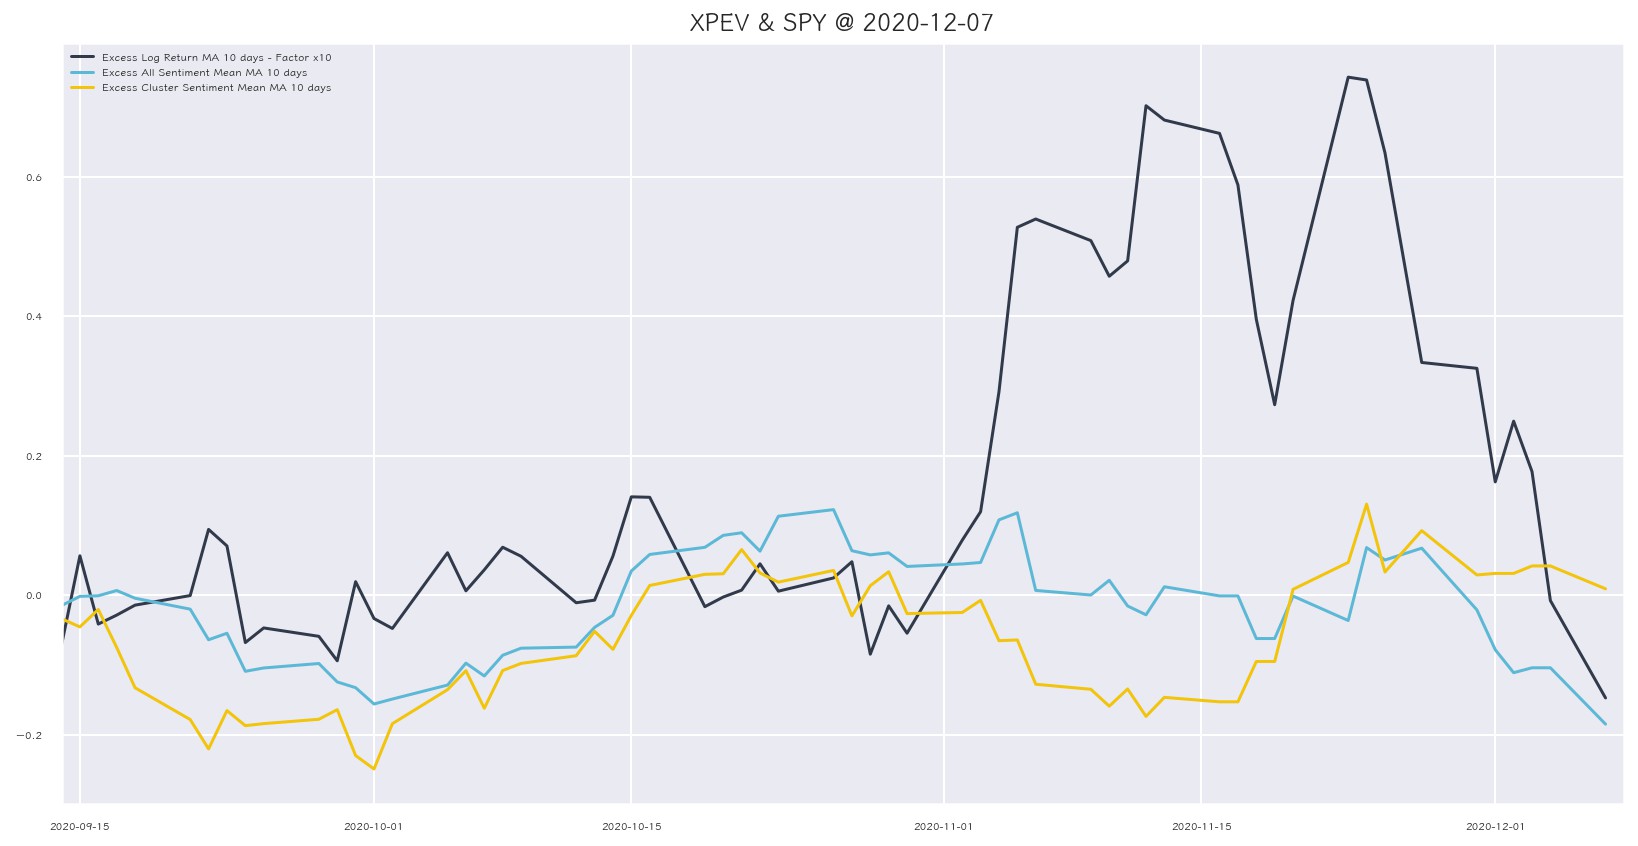 XPEV & SPY @ 2020-12-07
Excess Log Return MA 10 days - Factor x10
Excess All Sentiment Mean MA 10 days
Excess Cluster Sentiment Mean MA 10 days
0.6
0.4
0.2
0.0
−0.2
2020-09-15 2020-10-01 2020-10-15 2020-11-01 2020-11-15 2020-12-01